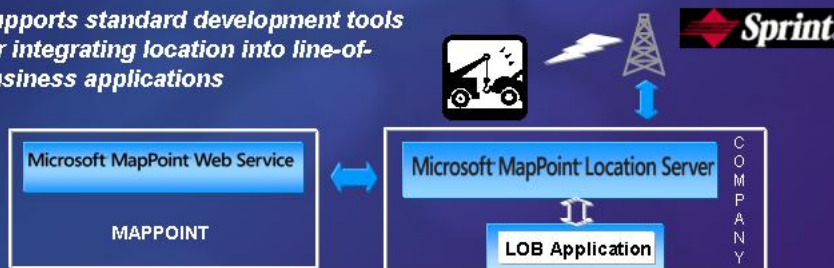 upports standard development tools
r integrating location into line-of-
usiness applications
Sprint
Microsoft MapPoint Web Service
MAPPOINT
Microsoft MapPoint Location Server
LOB Application
COMPANY